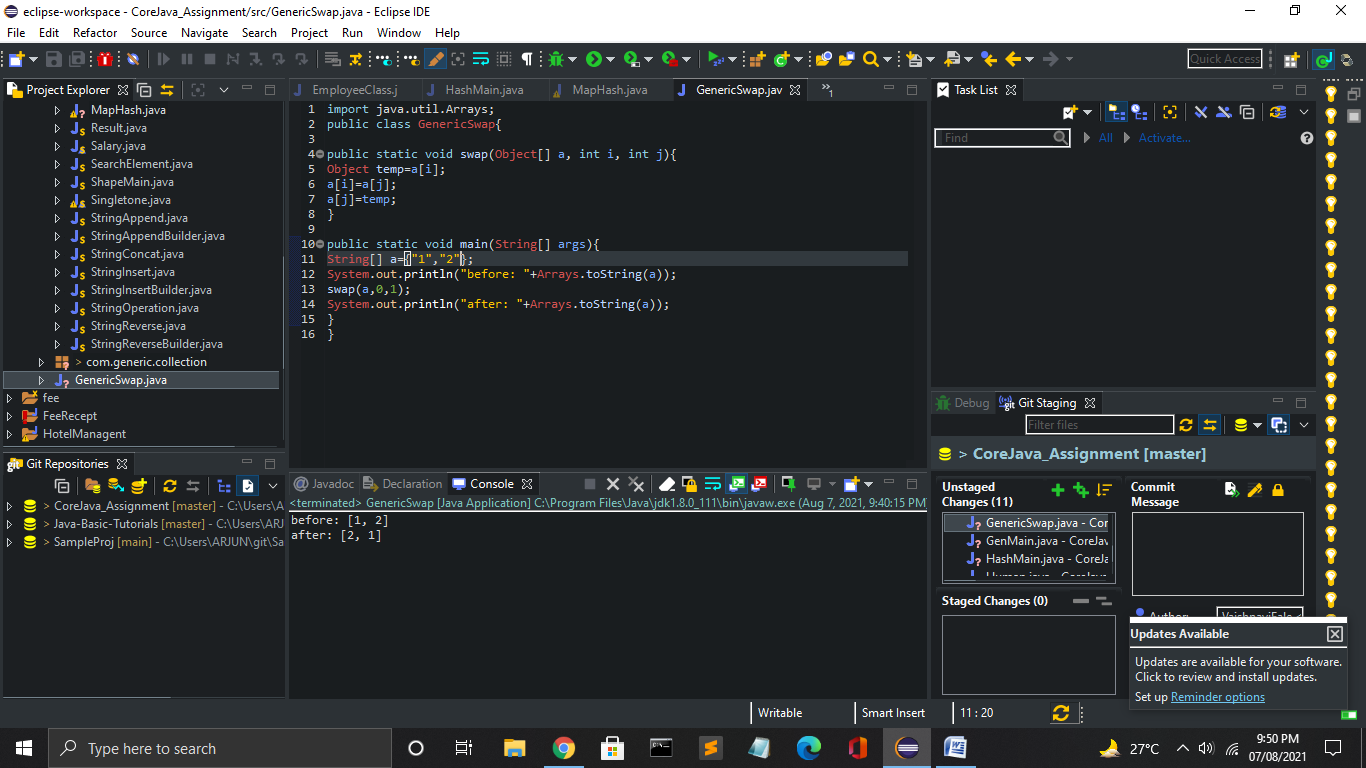 eclipse-workspace - CoreJava_Assignment/src/GenericSwap.java - Eclipse IDE
File Edit Refactor Source Navigate Search Project Run Window Help
Quick Access
Project Explorer
MapHash.java
Result.java
Salary.java
SearchElement.java
ShapeMain.java
Singletone.java
StringAppend.java
StringAppendBuilder.java
StringConcat.java
StringInsert.java
StringInsertBuilder.java
StringOperation.java
StringReverse.java
StringReverseBuilder.java
> com.generic.collection
GenericSwap.java
fee
FeeRecept
HotelManagent
Git Repositories
> CoreJava_Assignment [master] - C:\Users\A
> Java-Basic-Tutorials [master] - C:\Users\ARJ
> SampleProj [main] - C:\Users\ARJUN\git\Sa
EmployeeClass.j HashMain.java MapHash.java GenericSwap.jav »1
1 import java.util.Arrays;
2 public class GenericSwap{
3
4 public static void swap(Object[] a, int i, int j){
5 Object temp=a[i];
6 a[i]=a[j];
7 a[j]=temp;
8 }
9
10 public static void main(String[] args){
11 String[] a={"1","2"};
12 System.out.println("before: "+Arrays.toString(a));
13 swap(a,0,1);
14 System.out.println("after: "+Arrays.toString(a));
15 }
16 }
@ Javadoc Declaration Console
<terminated> GenericSwap [Java Application] C:\Program Files\Java\jdk1.8.0_111\bin\javaw.exe (Aug 7, 2021, 9:40:15 PM)
before: [1, 2]
after: [2, 1]
Task List
Find All Activate...
Debug git Git Staging
Filter files
> CoreJava_Assignment [master]
Unstaged
Changes (11)
GenericSwap.java - Cor
GenMain.java - CoreJav
HashMain.java - CoreJa
Staged Changes (0)
Commit
Message
Author:
Updates Available
Updates are available for your software.
Click to review and install updates.
Set up Reminder options
Writable Smart Insert 11 : 20
Type here to search
27°C
9:50 PM
07/08/2021